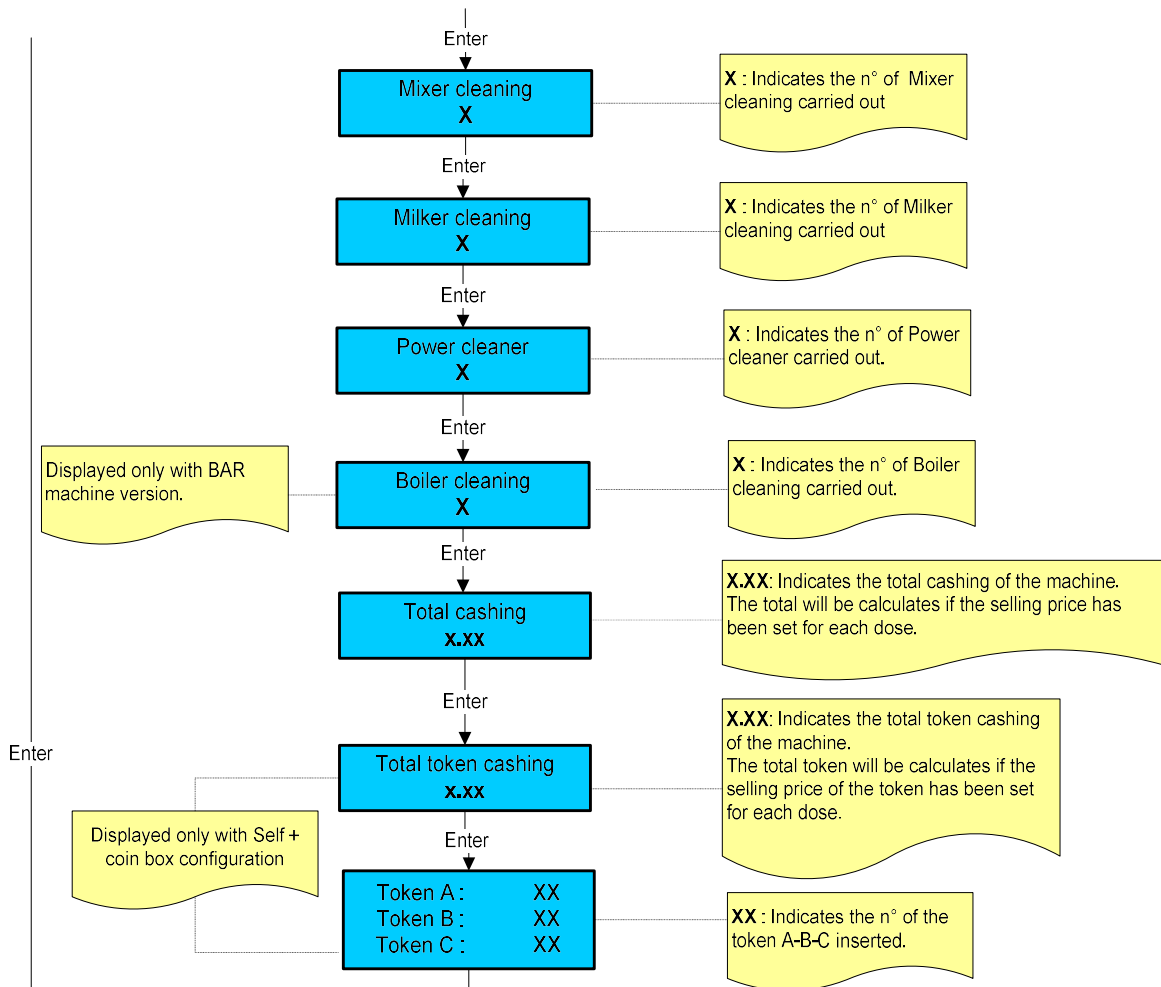 Enter
Mixer cleaning
X
X : Indicates the n° of Mixer
cleaning carried out
Enter
Milker cleaning
X
X : Indicates the n° of Milker
cleaning carried out
Enter
Power cleaner
X
X : Indicates the n° of Power
cleaner carried out.
Enter
Displayed only with BAR
machine version.
Boiler cleaning
X
X : Indicates the n° of Boiler
cleaning carried out.
Enter
Total cashing
x.xx
X.XX: Indicates the total cashing of the machine.
The total will be calculates if the selling price has
been set for each dose.
Enter
Enter
Total token cashing
x.xx
X.XX: Indicates the total token cashing
of the machine.
The total token will be calculates if the
selling price of the token has been set
for each dose.
Displayed only with Self +
coin box configuration
Enter
Token A : XX
Token B : XX
Token C : XX
XX : Indicates the n° of the
token A-B-C inserted.